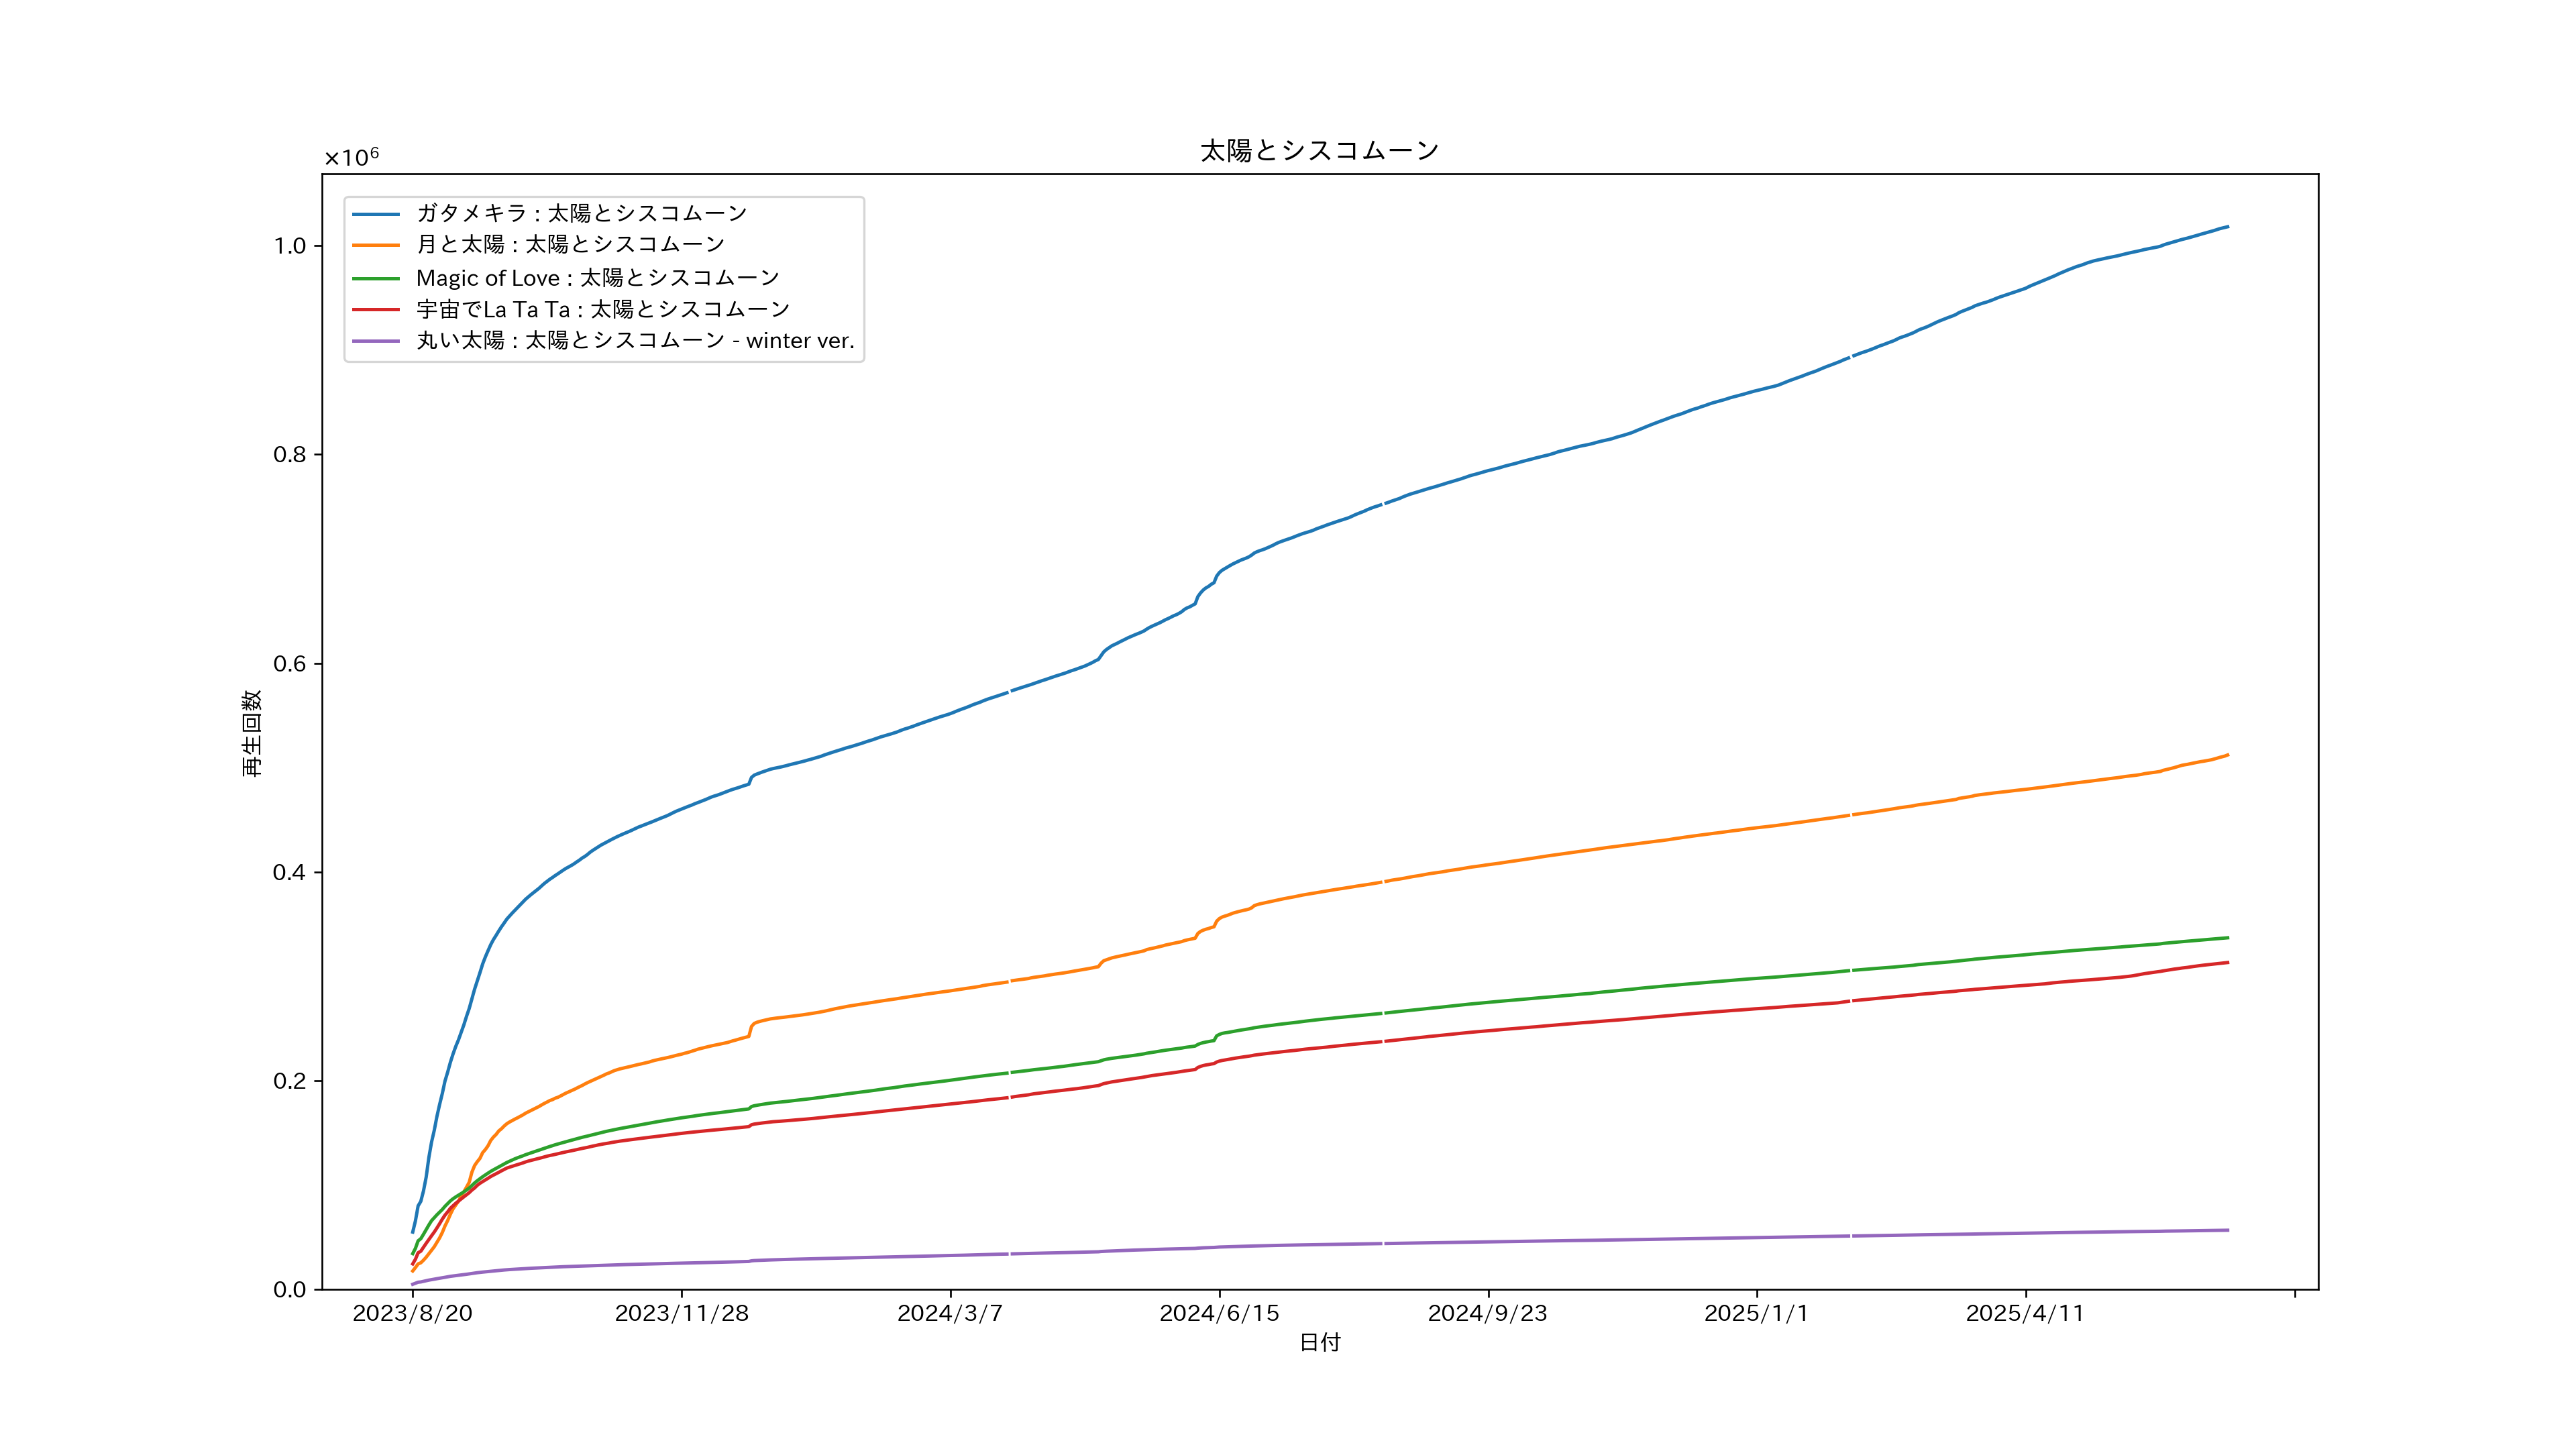 太陽とシスコムーン
×10⁶
ガタメキラ : 太陽とシスコムーン
月と太陽 : 太陽とシスコムーン
Magic of Love : 太陽とシスコムーン
宇宙でLa Ta Ta : 太陽とシスコムーン
丸い太陽 : 太陽とシスコムーン - winter ver.
1.0
0.8
0.6
0.4
0.2
0.0
再生回数
2023/8/20
2023/11/28
2024/3/7
2024/6/15
2024/9/23
2025/1/1
2025/4/11
日付